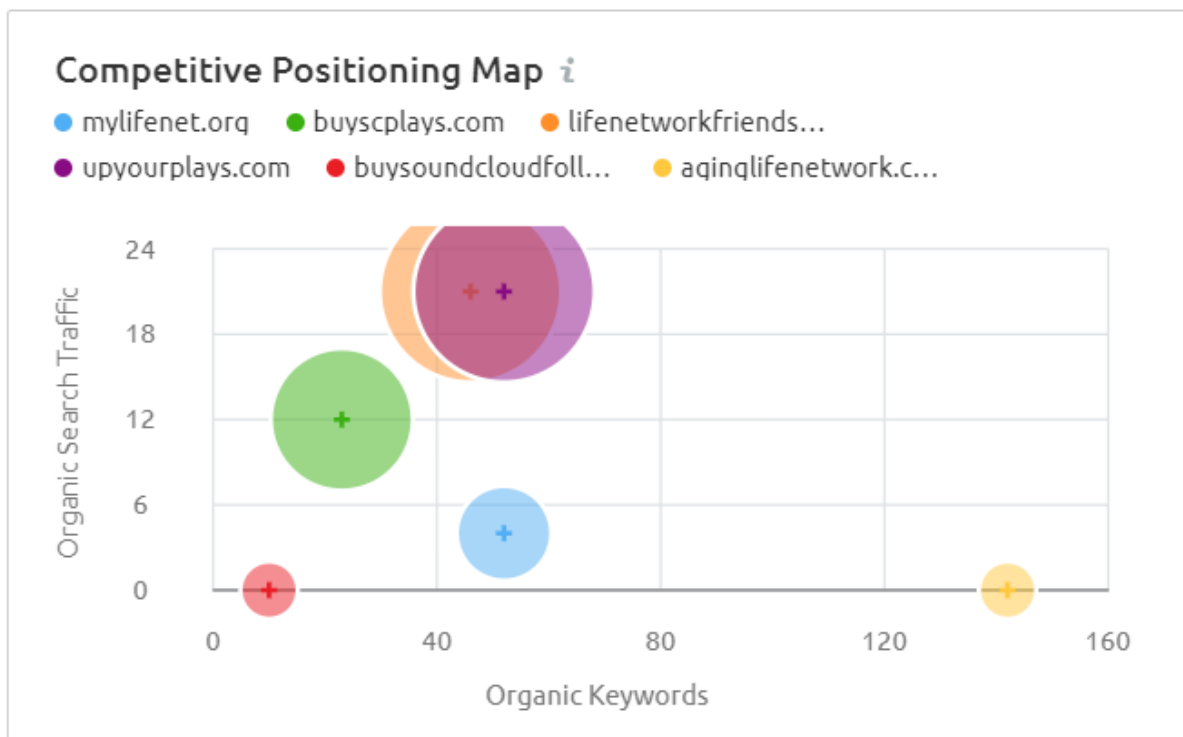 Competitive Positioning Map i
mylifenet.org buyscplays.com lifenetworkfriends...
upyourplays.com buysoundcloudfoll... aginglifenetwork.c...
24
18
12
6
0
Organic Search Traffic
0 40 80 120 160
Organic Keywords